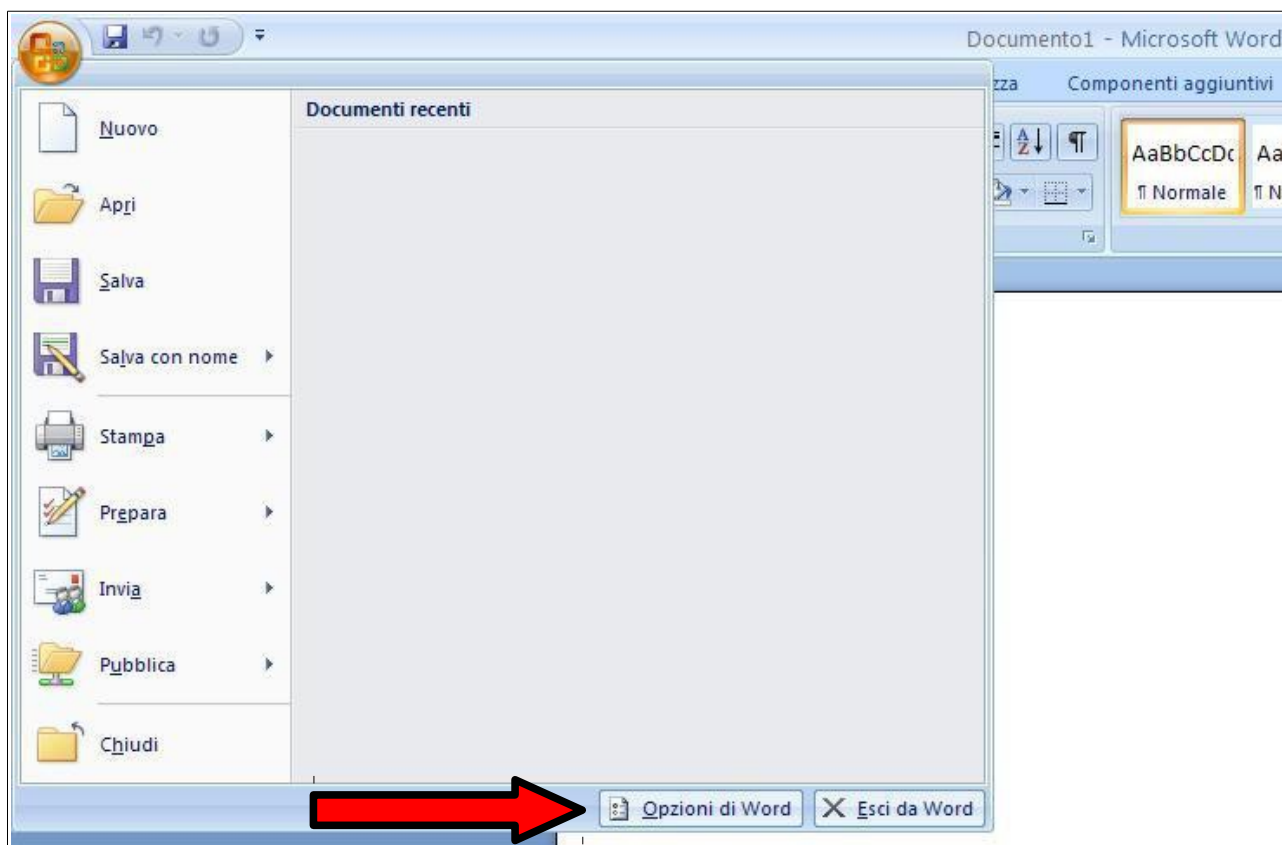 Documento1 - Microsoft Word
zza Componenti aggiuntivi
Documenti recenti
Nuovo
Apri
Salva
Salva con nome
Stampa
Prepara
Invia
Pubblica
Chiudi
AaBbCcDc Aa
¶ Normale ¶ N
Opzioni di Word Esci da Word